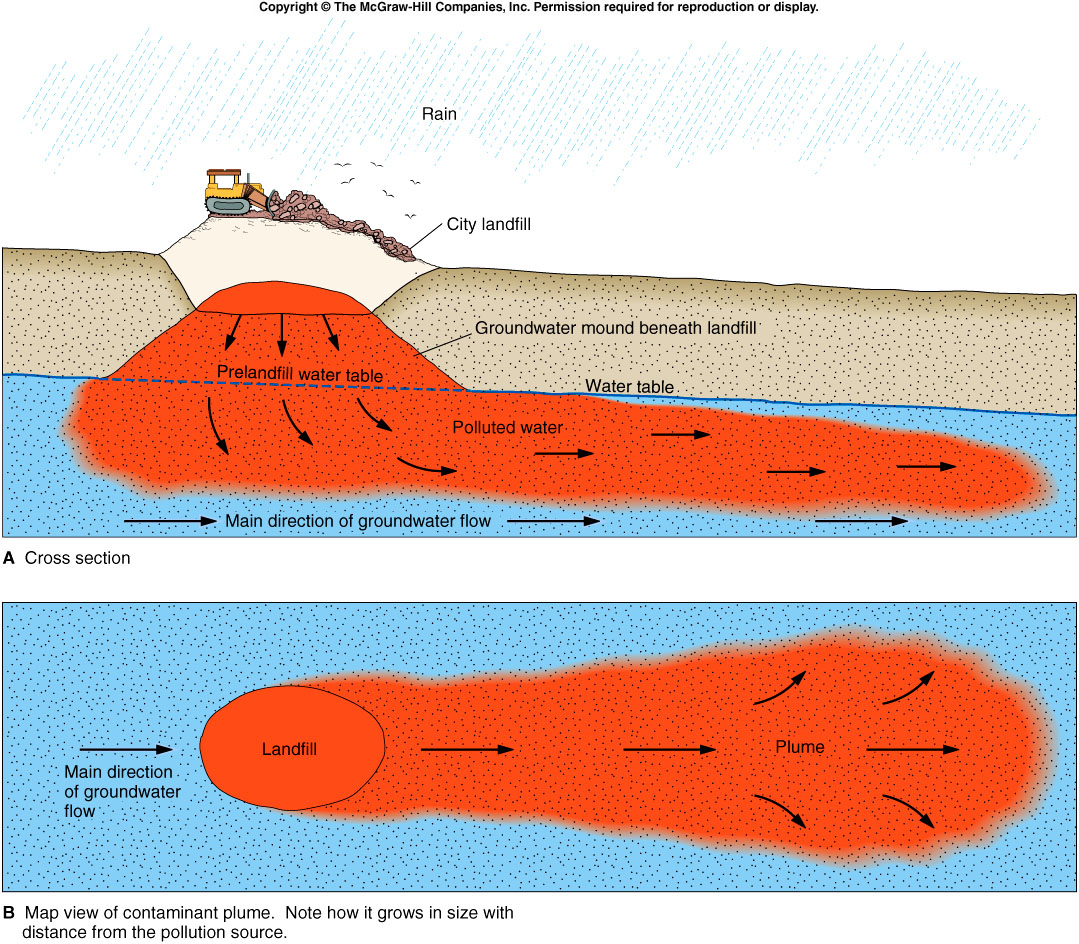 Copyright © The McGraw-Hill Companies, Inc. Permission required for reproduction or display.
Rain
City landfill
Groundwater mound beneath landfill
Prelandfill water table
Water table
Polluted water
Main direction of groundwater flow
A Cross section
Landfill
Plume
Main direction
of groundwater
flow
B Map view of contaminant plume. Note how it grows in size with
distance from the pollution source.